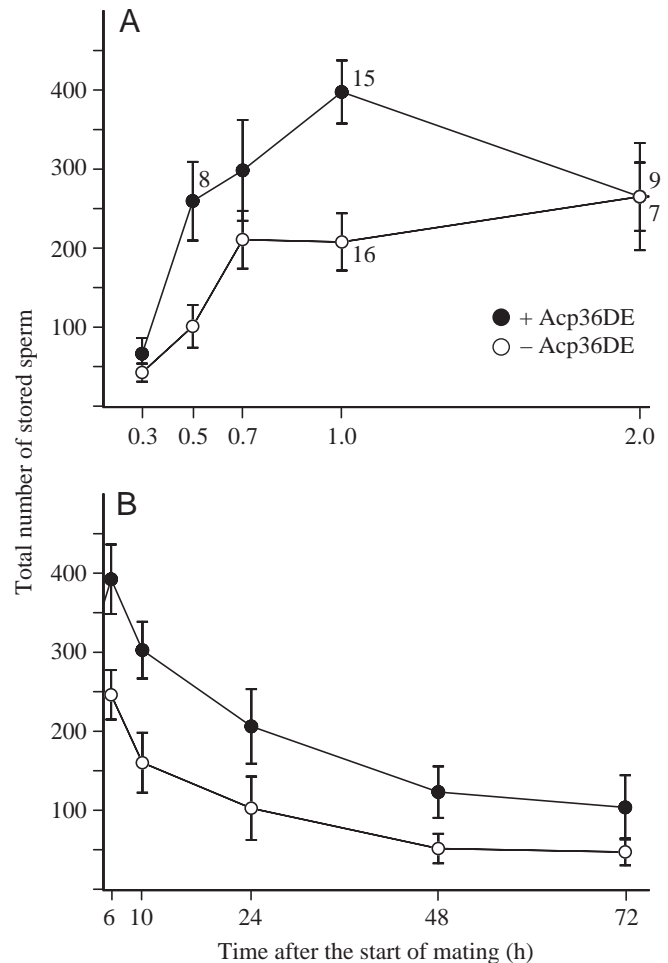 A
400
300
200
100
15
8
16
9
7
+ Acp36DE
– Acp36DE
0.3 0.5 0.7 1.0 2.0
Total number of stored sperm
B
400
300
200
100
6 10 24 48 72
Time after the start of mating (h)